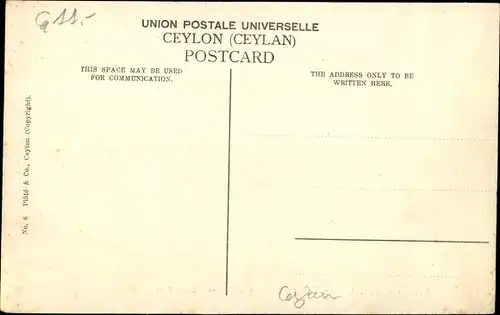 G 11.-
UNION POSTALE UNIVERSELLE
CEYLON (CEYLAN)
POSTCARD
THIS SPACE MAY BE USED
FOR COMMUNICATION.
THE ADDRESS ONLY TO BE
WRITTEN HERE.
No. 8 Plâté & Co., Ceylon (Copyright).
Ceylon